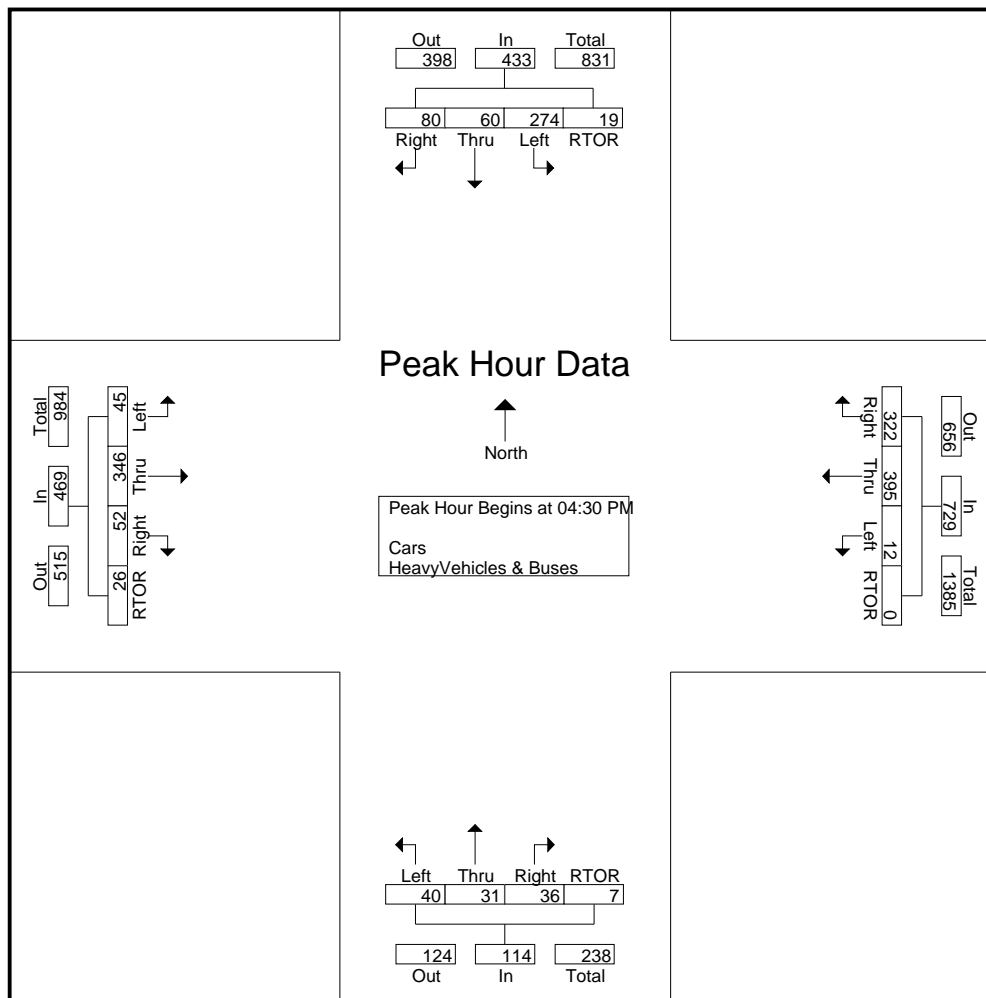 Out In Total
398 433 831
80 60 274 19
Right Thru Left RTOR
Peak Hour Data
North
Peak Hour Begins at 04:30 PM
Cars
HeavyVehicles & Buses
Total In Out
984 469 515
45 346 52 26
Left Thru Right RTOR
Right Thru Left RTOR
322 395 12 0
656 729 1385
Out In Total
Left Thru Right RTOR
40 31 36 7
124 114 238
Out In Total